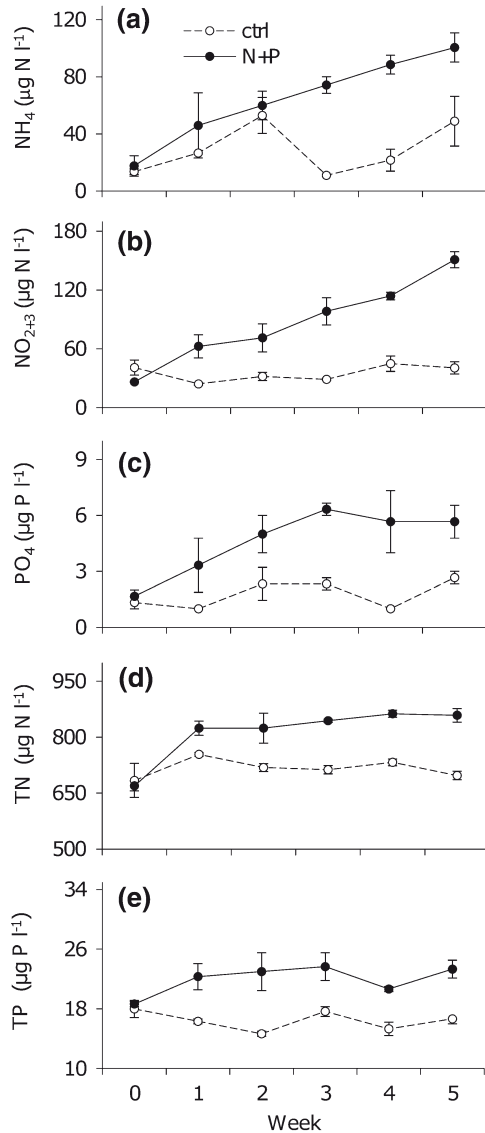 (a)
ctrl
N+P
NH4 (µg N l-1)
120
80
40
0
(b)
NO2+3 (µg N l-1)
180
120
60
0
(c)
PO4 (µg P l-1)
9
6
3
0
(d)
TN (µg N l-1)
950
800
650
500
(e)
TP (µg P l-1)
34
26
18
10
0 1 2 3 4 5
Week